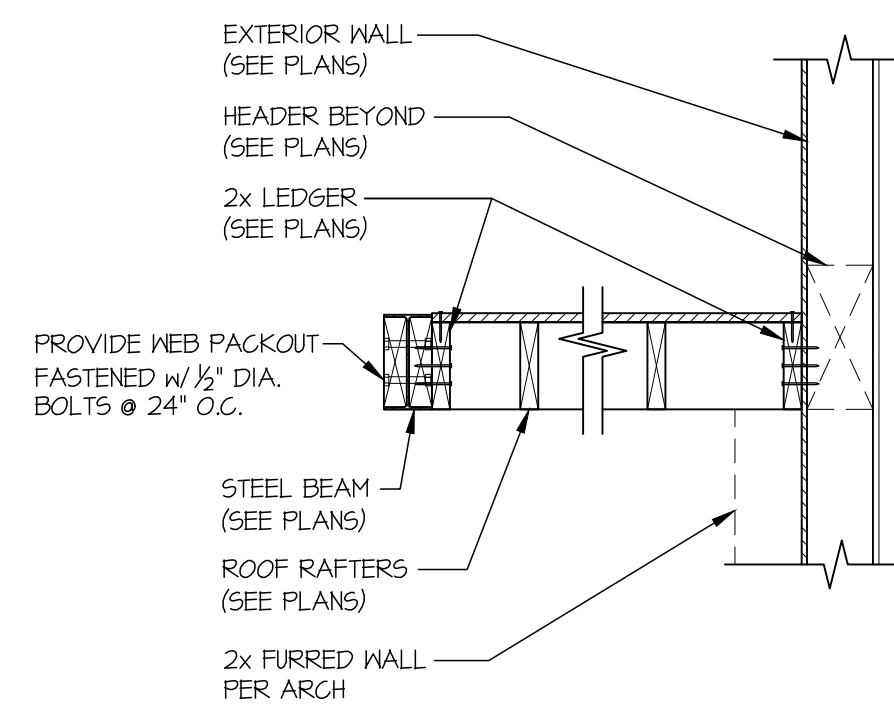 EXTERIOR WALL
(SEE PLANS)
HEADER BEYOND
(SEE PLANS)
2x LEDGER
(SEE PLANS)
PROVIDE WEB PACKOUT
FASTENED w/ ½" DIA.
BOLTS @ 24" O.C.
STEEL BEAM
(SEE PLANS)
ROOF RAFTERS
(SEE PLANS)
2x FURRED WALL
PER ARCH